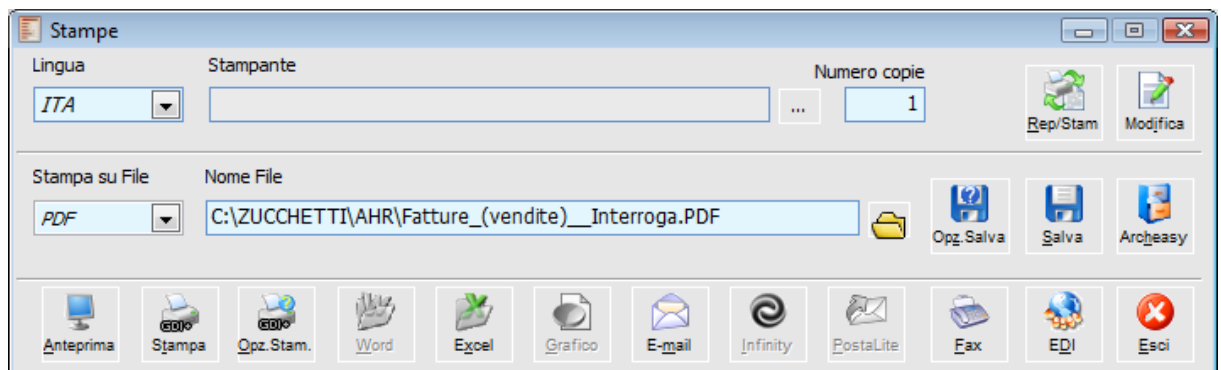 Stampe
Lingua Stampante Numero copie
ITA ... 1
Rep/Stam Modifica
Stampa su File Nome File
PDF C:\ZUCCHETTI\AHR\Fatture_(vendite)__Interroga.PDF
Opz.Salva Salva Archeasy
Anteprima Stampa Opz.Stam. Word Excel Grafico E-mail Infinity PostaLite Fax EDI Esci